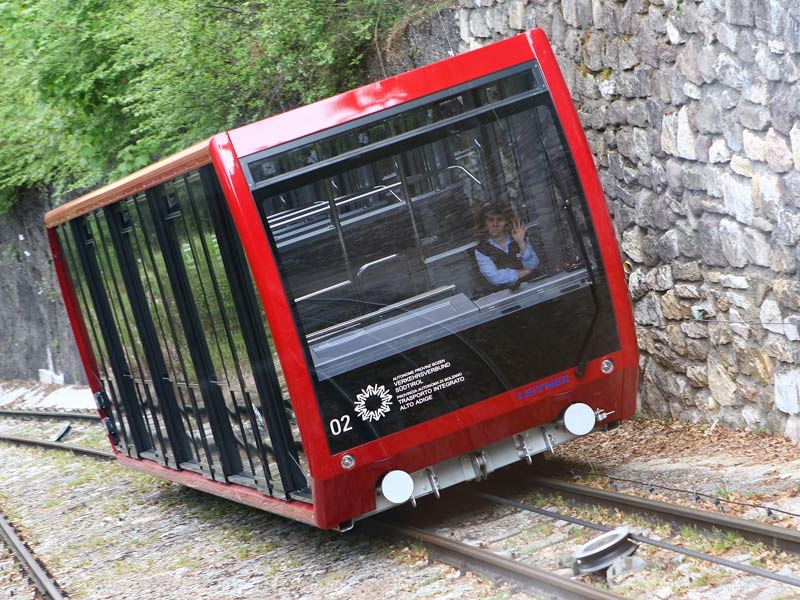 02
AUTONOME PROVINZ BOZEN
VERKEHRSVERBUND
SÜDTIROL
PROVINCIA AUTONOMA DI BOLZANO
TRASPORTO INTEGRATO
ALTO ADIGE
LEITNER